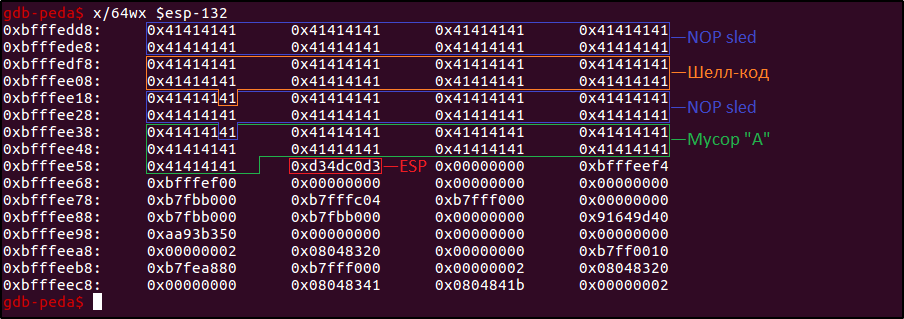 gdb-peda$ x/64wx $esp-132
0xbfffedd8: 0x41414141 0x41414141 0x41414141 0x41414141
0xbfffede8: 0x41414141 0x41414141 0x41414141 0x41414141
NOP sled
0xbfffedf8: 0x41414141 0x41414141 0x41414141 0x41414141
0xbfffee08: 0x41414141 0x41414141 0x41414141 0x41414141
Шелл-код
0xbfffee18: 0x41414141 0x41414141 0x41414141 0x41414141
0xbfffee28: 0x41414141 0x41414141 0x41414141 0x41414141
NOP sled
0xbfffee38: 0x41414141 0x41414141 0x41414141 0x41414141
0xbfffee48: 0x41414141 0x41414141 0x41414141 0x41414141
Мусор "A"
0xbfffee58: 0x41414141 0xd34dc0d3 ESP 0x00000000 0xbfffeef4
0xbfffee68: 0xbfffef00 0x00000000 0x00000000 0x00000000
0xbfffee78: 0xb7fbb000 0xb7fffc04 0xb7fff000 0x00000000
0xbfffee88: 0xb7fbb000 0xb7fbb000 0x00000000 0x91649d40
0xbfffee98: 0xaa93b350 0x00000000 0x00000000 0x00000000
0xbfffeea8: 0x00000002 0x08048320 0x00000000 0xb7ff0010
0xbfffeeb8: 0xb7fea880 0xb7fff000 0x00000002 0x08048320
0xbfffeec8: 0x00000000 0x08048341 0x0804841b 0x00000002
gdb-peda$